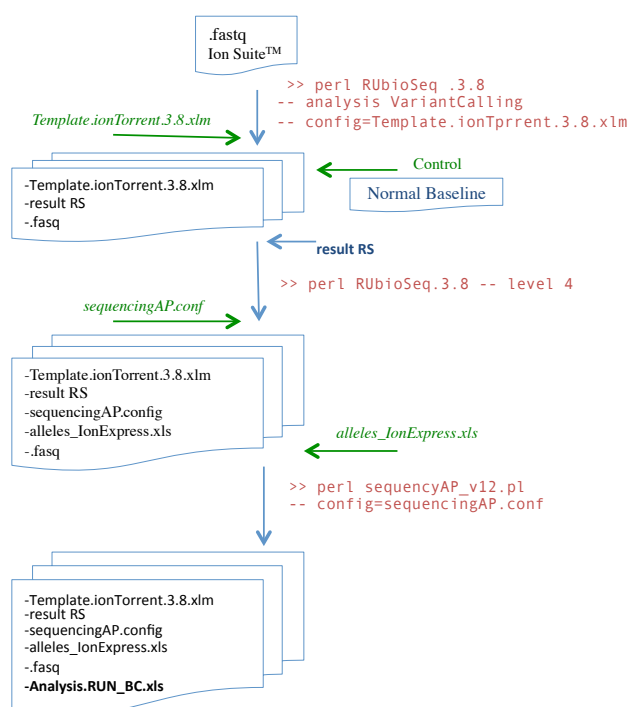 .fastq
Ion Suite™
>> perl RUbioSeq .3.8
-- analysis VariantCalling
-- config=Template.ionTprrent.3.8.xlm
Template.ionTorrent.3.8.xlm
Control
Normal Baseline
-Template.ionTorrent.3.8.xlm
-result RS
-.fasq
result RS
>> perl RUbioSeq.3.8 -- level 4
sequencingAP.conf
-Template.ionTorrent.3.8.xlm
-result RS
-sequencingAP.config
-alleles_IonExpress.xls
-.fasq
alleles_IonExpress.xls
>> perl sequencyAP_v12.pl
-- config=sequencingAP.conf
-Template.ionTorrent.3.8.xlm
-result RS
-sequencingAP.config
-alleles_IonExpress.xls
-.fasq
-Analysis.RUN_BC.xls